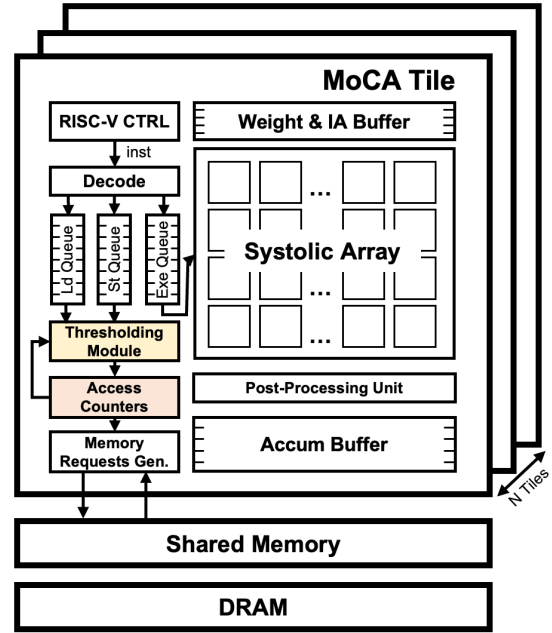 MoCA Tile
RISC-V CTRL
inst
Decode
Ld Queue
St Queue
Exe Queue
Thresholding
Module
Access
Counters
Memory
Requests Gen.
Weight & IA Buffer
...
Systolic Array
...
...
Post-Processing Unit
Accum Buffer
N Tiles
Shared Memory
DRAM